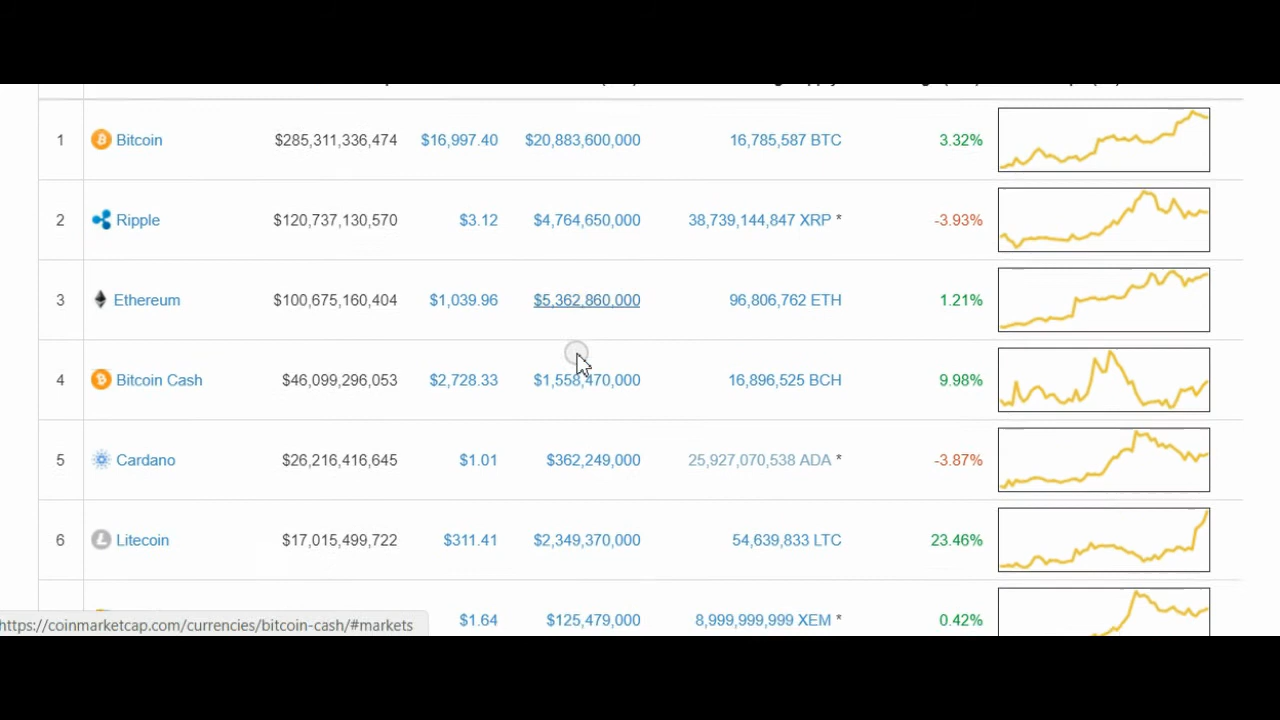 1 Bitcoin $285,311,336,474 $16,997.40 $20,883,600,000 16,785,587 BTC 3.32%
2 Ripple $120,737,130,570 $3.12 $4,764,650,000 38,739,144,847 XRP * -3.93%
3 Ethereum $100,675,160,404 $1,039.96 $5,362,860,000 96,806,762 ETH 1.21%
4 Bitcoin Cash $46,099,296,053 $2,728.33 $1,558,470,000 16,896,525 BCH 9.98%
5 Cardano $26,216,416,645 $1.01 $362,249,000 25,927,070,538 ADA * -3.87%
6 Litecoin $17,015,499,722 $311.41 $2,349,370,000 54,639,833 LTC 23.46%
$1.64 $125,479,000 8,999,999,999 XEM * 0.42%
https://coinmarketcap.com/currencies/bitcoin-cash/#markets